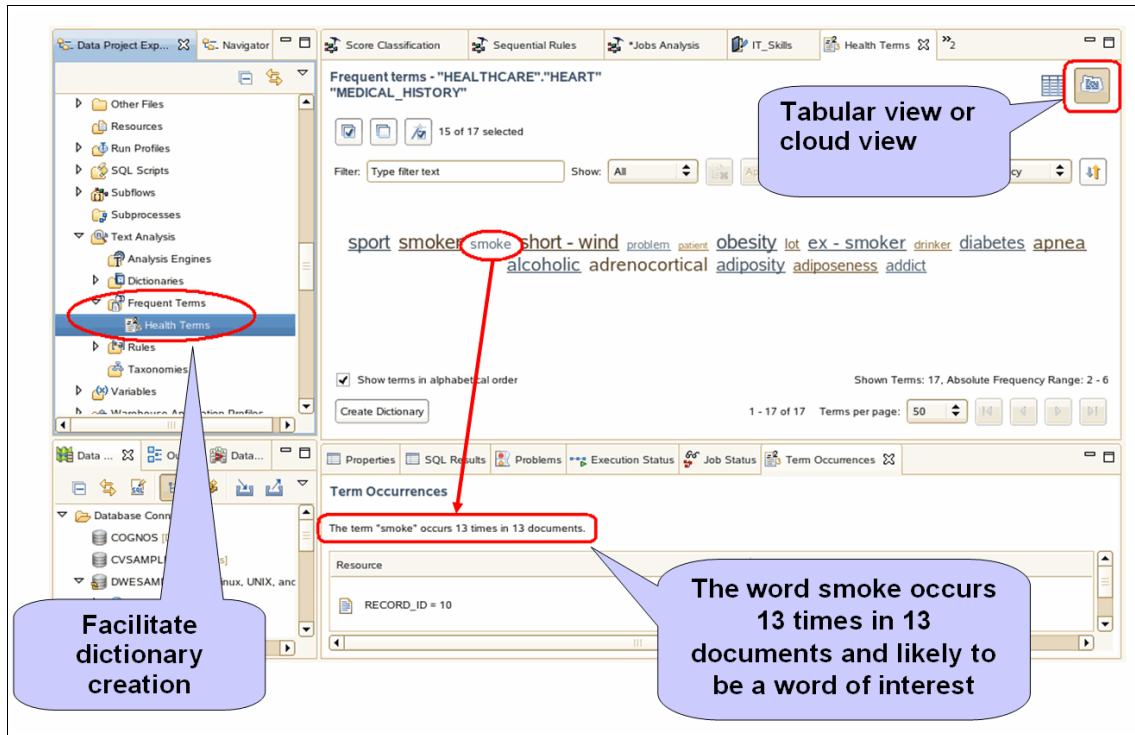 Data Project Exp...
Navigator
Score Classification
Sequential Rules
*Jobs Analysis
IT_Skills
Health Terms
»2
Other Files
Resources
Run Profiles
SQL Scripts
Subflows
Subprocesses
Text Analysis
Analysis Engines
Dictionaries
Frequent Terms
Health Terms
Rules
Taxonomies
Variables
Frequent terms - "HEALTHCARE"."HEART"
"MEDICAL_HISTORY"
15 of 17 selected
Filter: Type filter text Show: All
Tabular view or
cloud view
sport smoker smoke short - wind problem patient obesity lot ex - smoker drinker diabetes apnea
alcoholic adrenocortical adiposity adiposeness addict
Show terms in alphabetical order
Shown Terms: 17, Absolute Frequency Range: 2 - 6
Create Dictionary
1 - 17 of 17 Terms per page: 50
Data ...
Data...
Database Conn
COGNOS
CVSAMPL
DWESAM
inux, UNIX, and
Properties
SQL Results
Problems
Execution Status
Job Status
Term Occurrences
Term Occurrences
The term "smoke" occurs 13 times in 13 documents.
Resource
RECORD_ID = 10
Facilitate
dictionary
creation
The word smoke occurs
13 times in 13
documents and likely to
be a word of interest